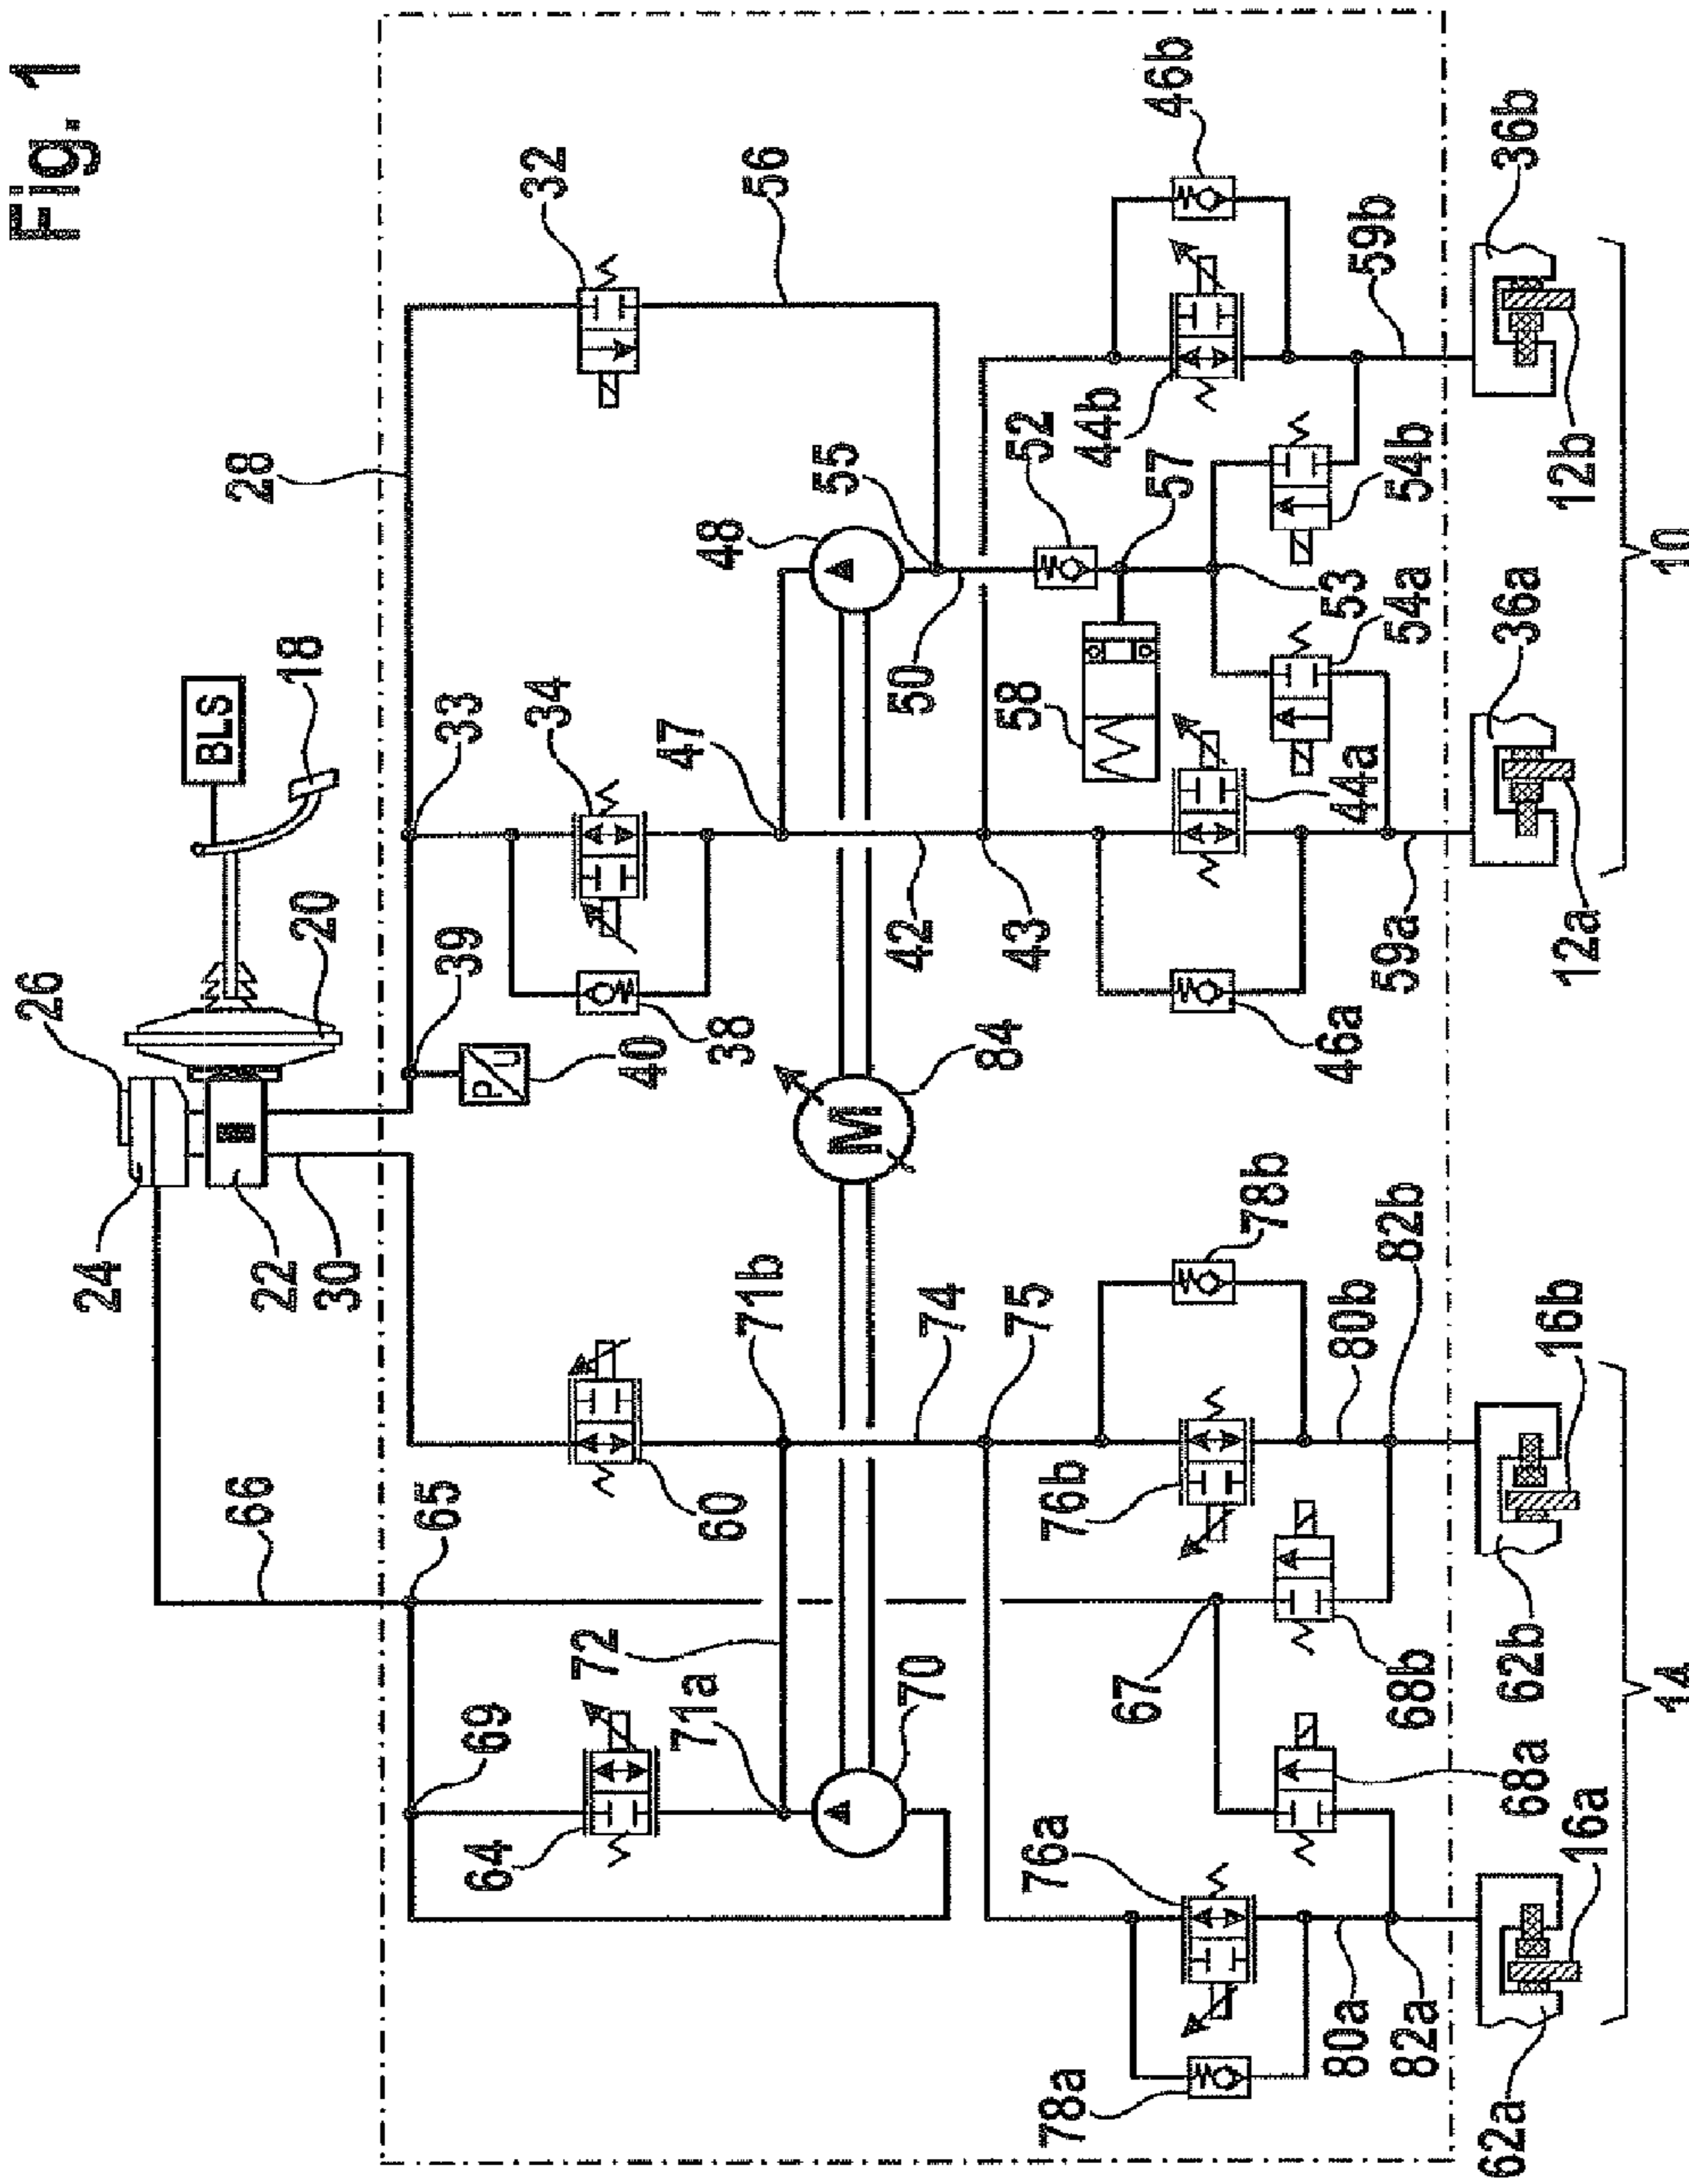 Fig. 1
26
24
22
30
20
BLS
18
28
66
65
69
64
72
71a
70
60
71b
74
75
39
P
U
40
38
33
34
47
42
43
M
84
48
55
50
32
56
52
57
58
53
46b
44b
59b
54b
54a
44a
46a
59a
78b
76b
80b
82b
67
68b
68a
76a
78a
80a
82a
62a
16a
62b
16b
14
12a
36a
12b
36b
10